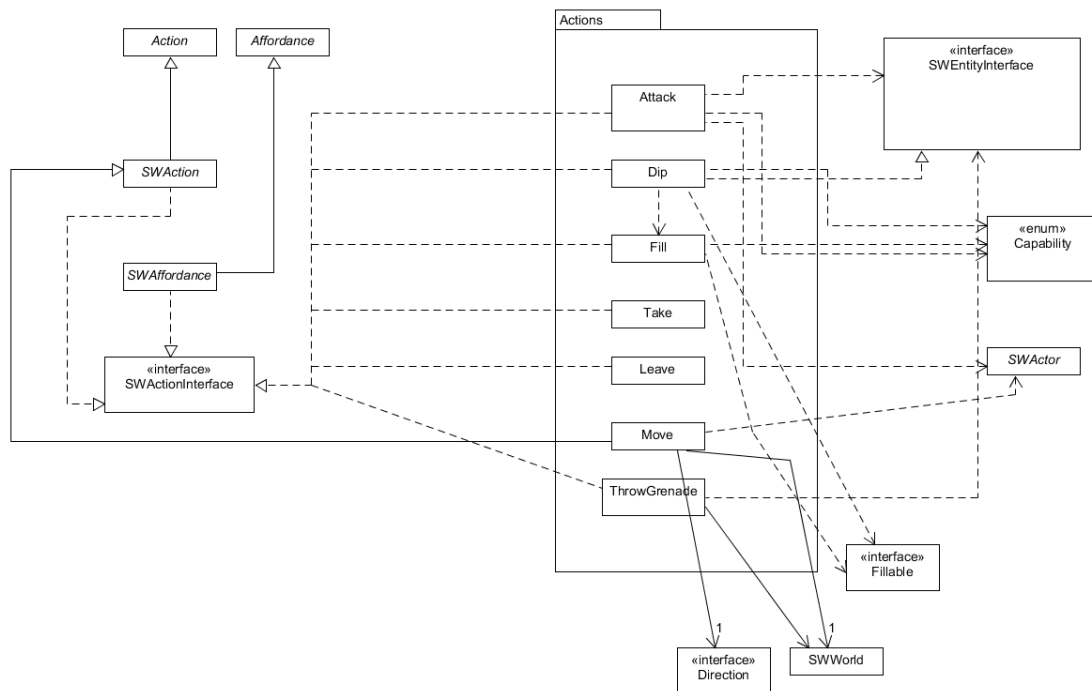 Actions
Action
Affordance
«interface»
SWEntityInterface
Attack
SWAction
Dip
«enum»
Capability
Fill
SWAffordance
Take
«interface»
SWActionInterface
Leave
SWActor
Move
ThrowGrenade
«interface»
Fillable
1
1
«interface»
Direction
SWWorld